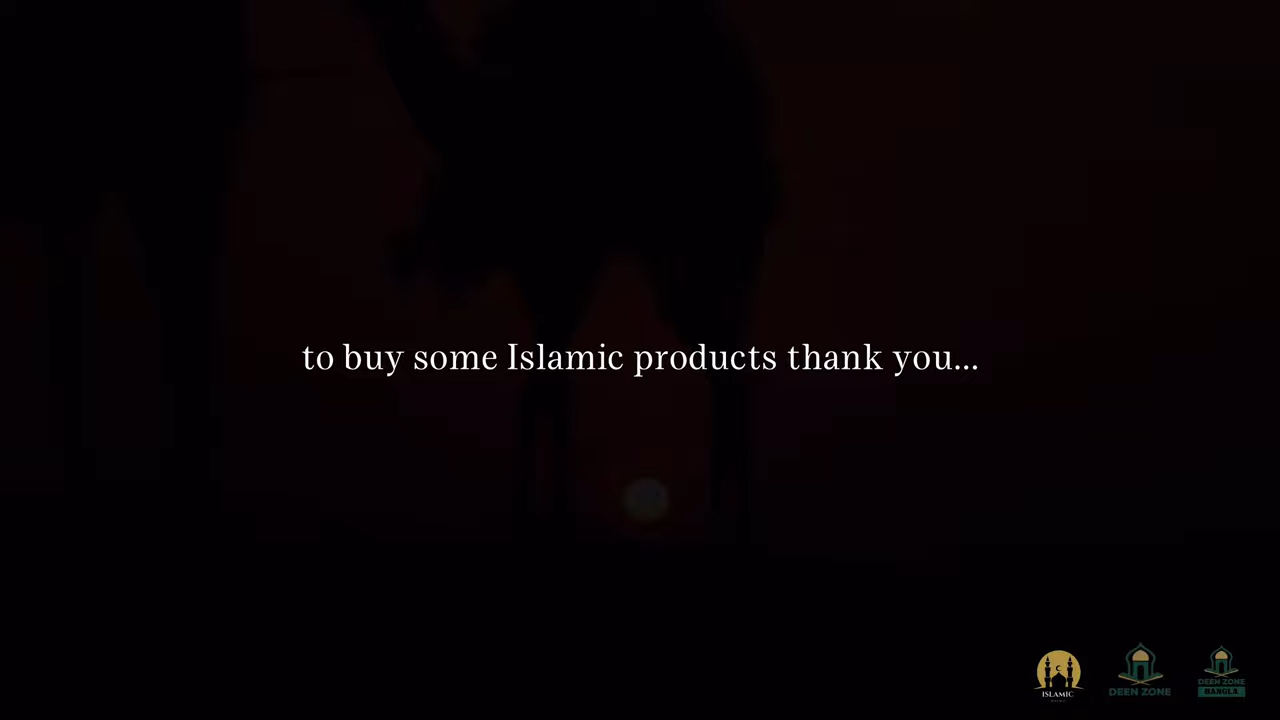 to buy some Islamic products thank you...
ISLAMIC
DEEN ZONE
DEEN ZONE
BANGLA